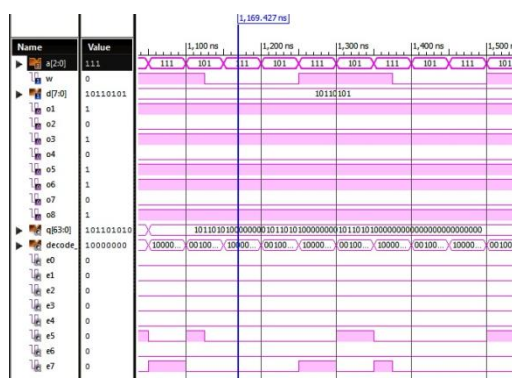 1,169.427 ns
Name Value 1,100 ns 1,200 ns 1,300 ns 1,400 ns 1,500 n
a[2:0] 111 111 101 111 101 111 101 111 101 111 101
w 0
d[7:0] 10110101 10110101
o1 1
o2 0
o3 1
o4 0
o5 1
o6 1
o7 0
o8 1
q[63:0] 101101010
decode_ 10000000 10000... 00100... 10000... 00100... 10000... 00100... 10000... 00100... 10000... 00100
e0 0
e1 0
e2 0
e3 0
e4 0
e5 0
e6 0
e7 0